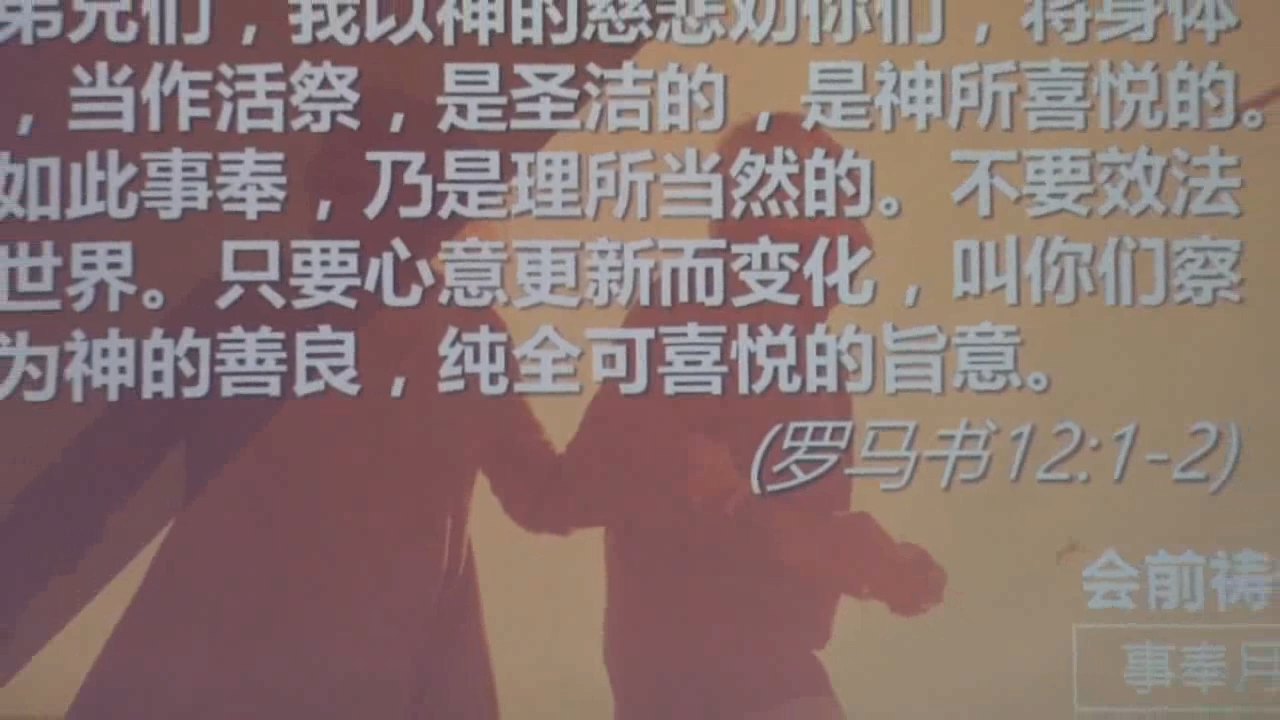 弟兄们，我以神的慈悲劝你们，将身体
，当作活祭，是圣洁的，是神所喜悦的。
如此事奉，乃是理所当然的。不要效法
世界。只要心意更新而变化，叫你们察
为神的善良，纯全可喜悦的旨意。
(罗马书12:1-2)
会前祷
事奉月